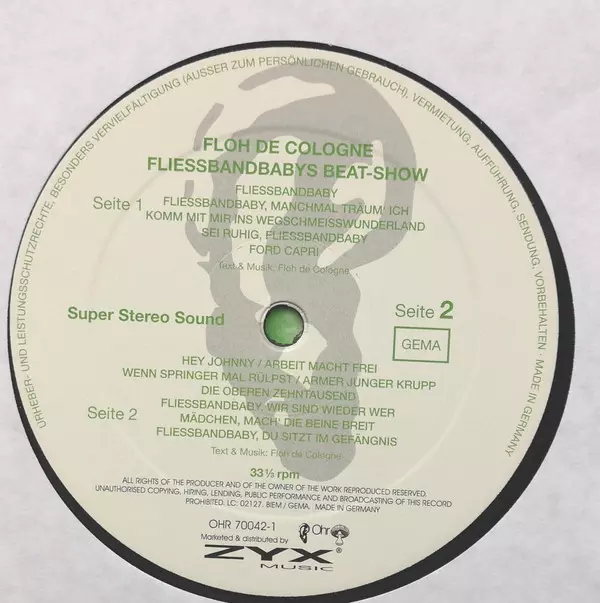 URHEBER- UND LEISTUNGSSCHUTZRECHTE, BESONDERS VERVIELFÄLTIGUNG (AUSSER ZUM PERSÖNLICHEN GEBRAUCH), VERMIETUNG, AUFFÜHRUNG, SENDUNG, VORBEHALTEN · MADE IN GERMANY
FLOH DE COLOGNE
FLIESSBANDBABYS BEAT-SHOW
Seite 1
FLIESSBANDBABY
FLIESSBANDBABY, MANCHMAL TRÄUM' ICH
KOMM MIT MIR INS WEGSCHMEISSWUNDERLAND
SEI RUHIG, FLIESSBANDBABY
FORD CAPRI
Text & Musik: Floh de Cologne
Super Stereo Sound
Seite 2
GEMA
Seite 2
HEY JOHNNY / ARBEIT MACHT FREI
WENN SPRINGER MAL RÜLPST / ARMER JUNGER KRUPP
DIE OBEREN ZEHNTAUSEND
FLIESSBANDBABY, WIR SIND WIEDER WER
MÄDCHEN, MACH' DIE BEINE BREIT
FLIESSBANDBABY, DU SITZT IM GEFÄNGNIS
Text & Musik: Floh de Cologne
33⅓ rpm
ALL RIGHTS OF THE PRODUCER AND OF THE OWNER OF THE WORK REPRODUCED RESERVED.
UNAUTHORISED COPYING, HIRING, LENDING, PUBLIC PERFORMANCE AND BROADCASTING OF THIS RECORD
PROHIBITED. LC: 02127. BIEM / GEMA. MADE IN GERMANY
OHR 70042-1
Ohr
Marketed & distributed by
ZYX®
MUSIC